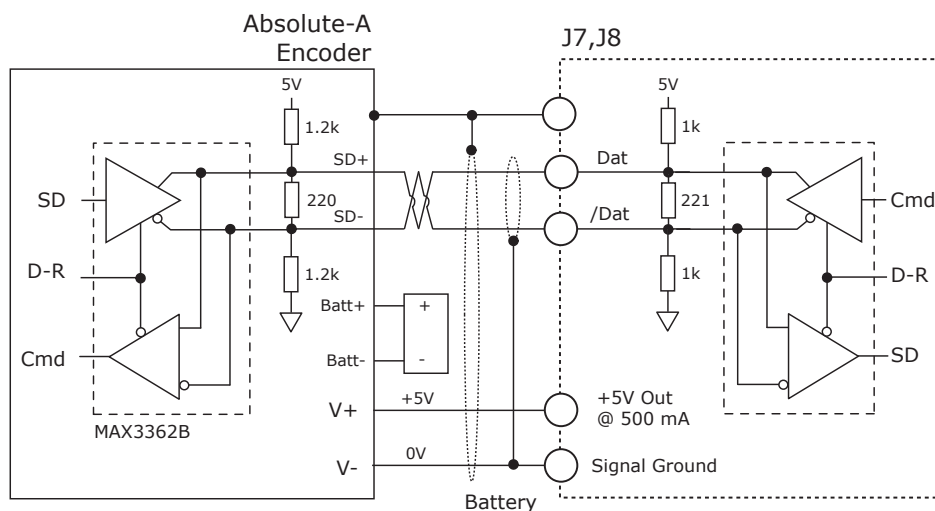 Absolute-A
Encoder
J7,J8
5V
1.2k
SD+
220
SD-
1.2k
SD
D-R
Cmd
MAX3362B
Batt+
+
Batt-
-
V+
+5V
V-
0V
Battery
Dat
/Dat
5V
1k
221
1k
Cmd
D-R
SD
+5V Out
@ 500 mA
Signal Ground